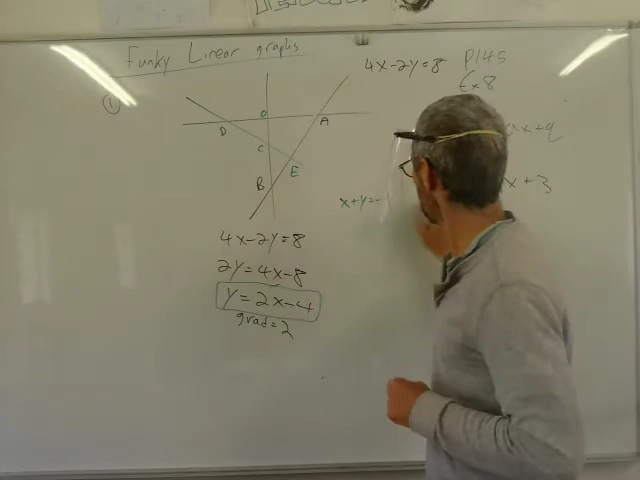 Funky Linear graphs
4x-2y=8
P145
Ex8
①
O
D
A
C
E
B
x+y=-
x+q
x+3
4x-2y=8
2y=4x-8
y=2x-4
grad=2